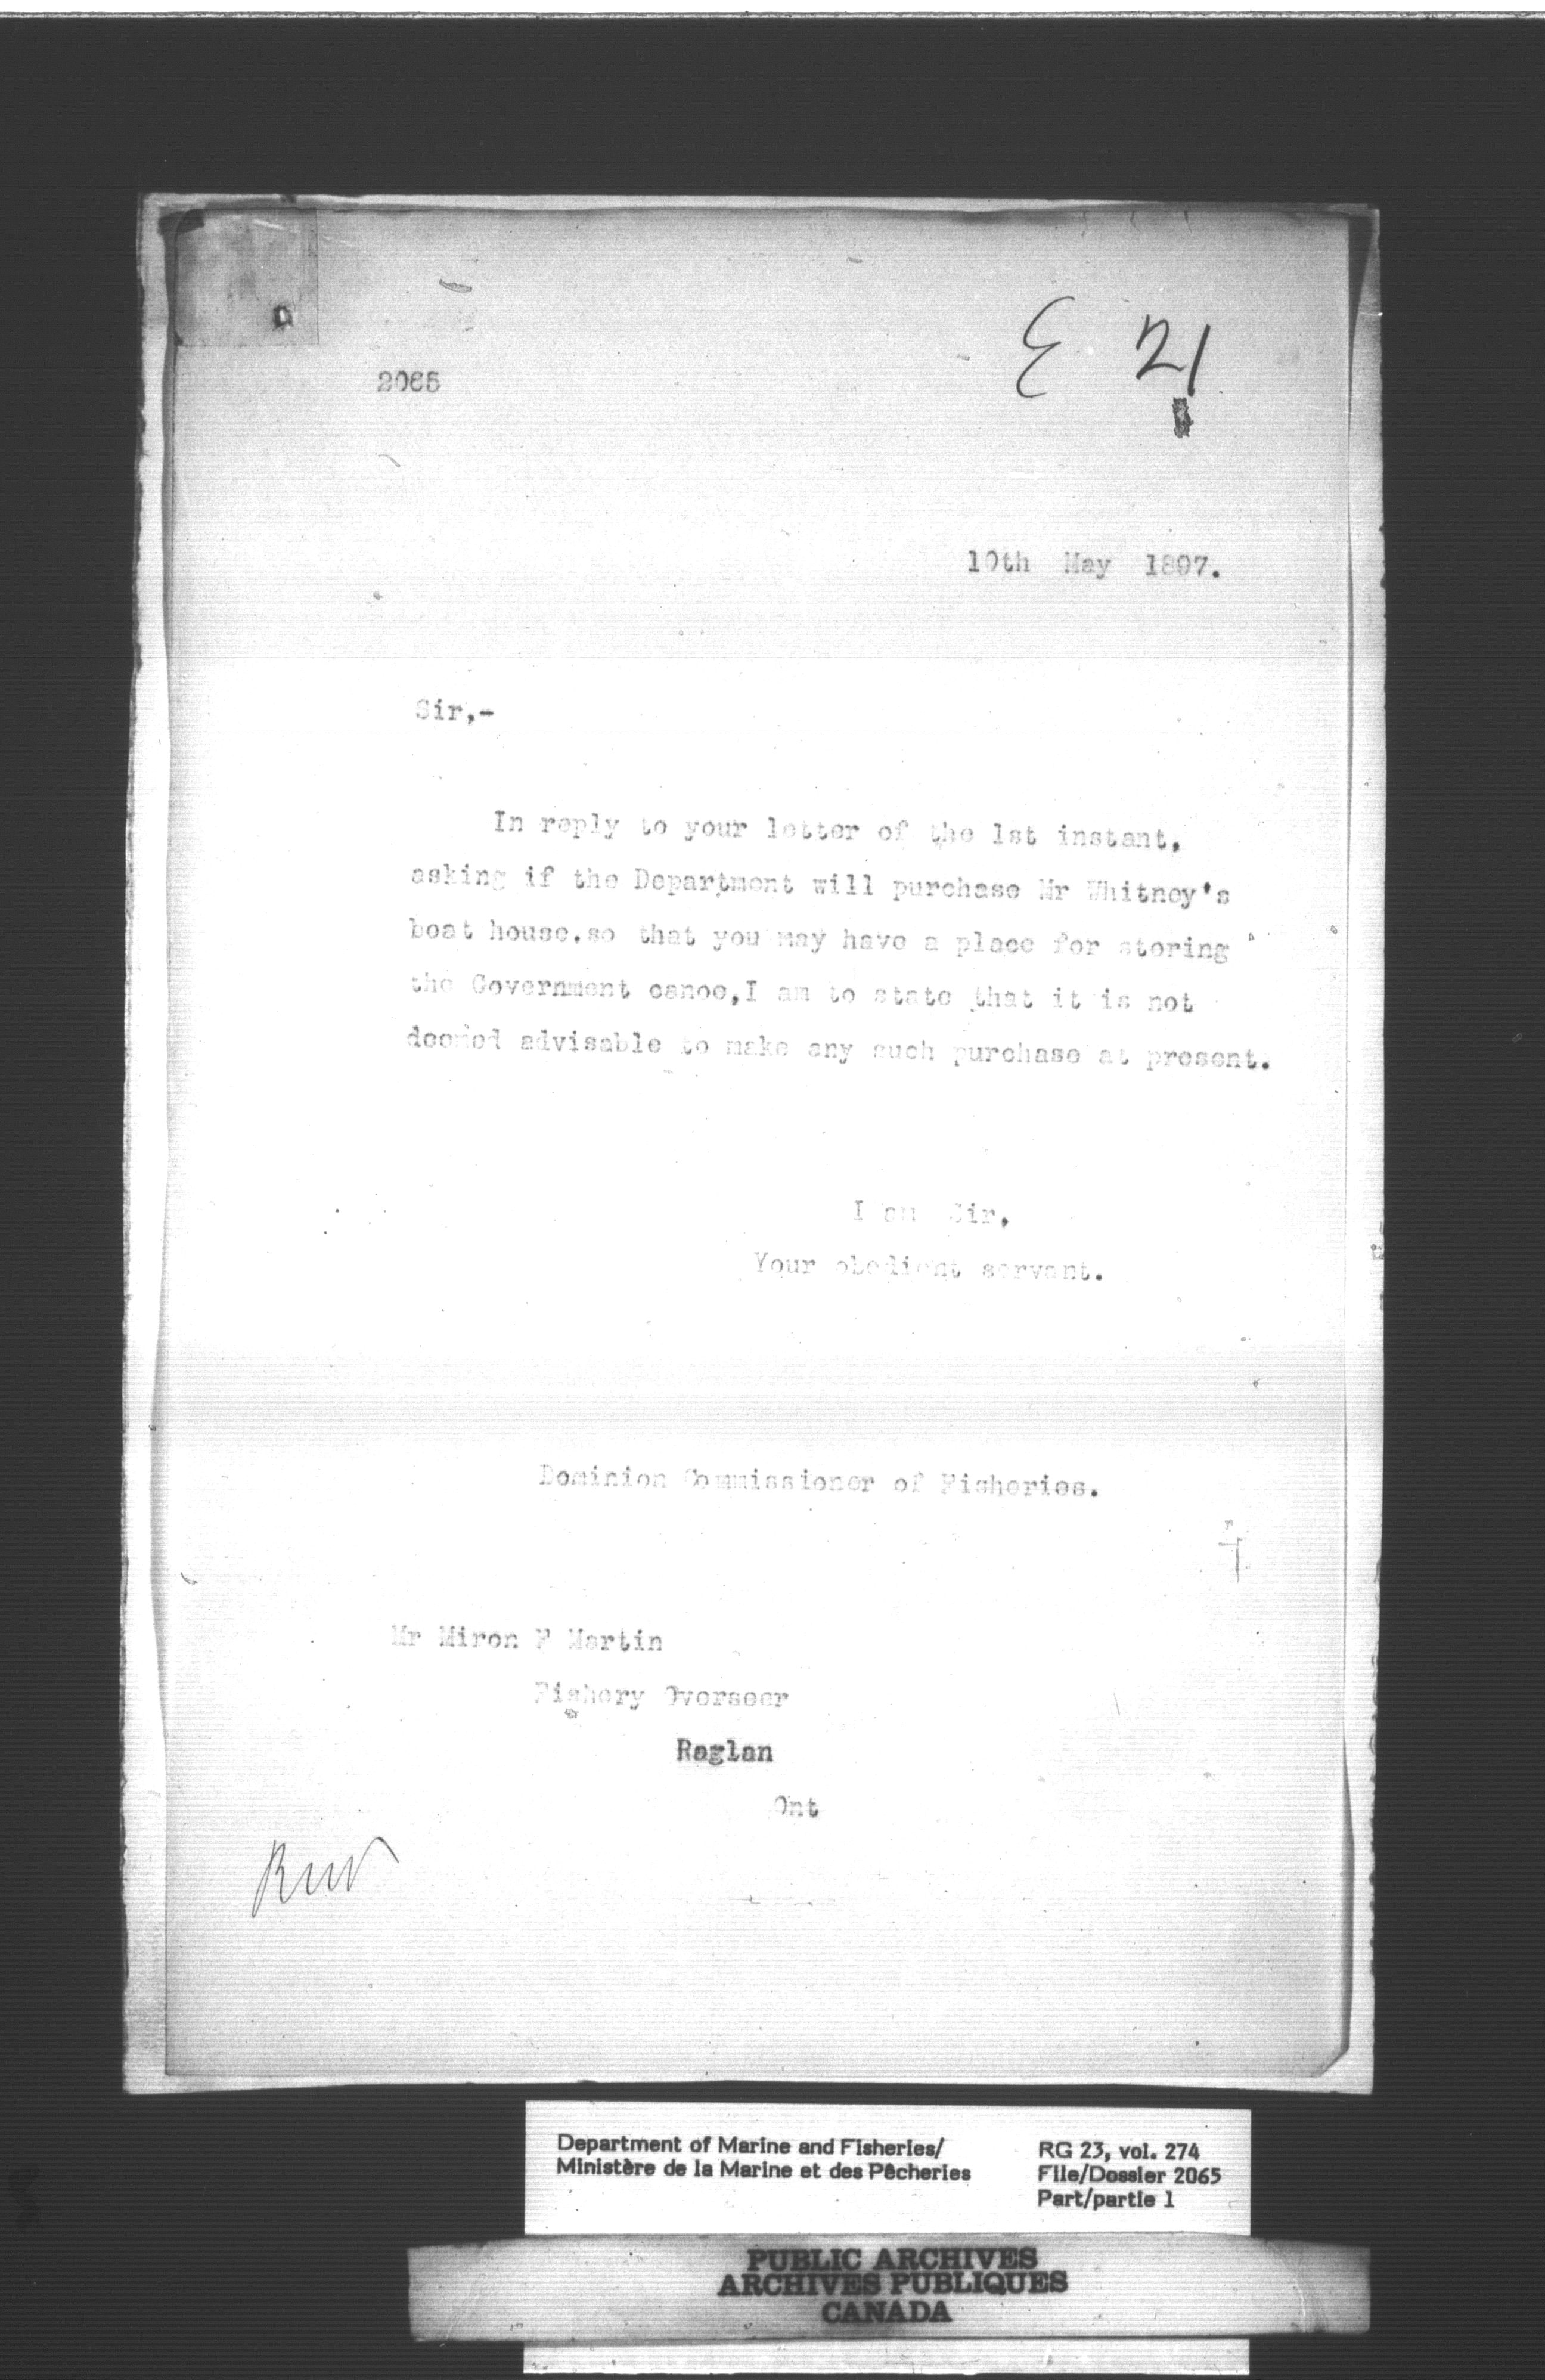 E 21
2065
10th May 1897.
Sir,-
In reply to your letter of the 1st instant,
asking if the Department will purchase Mr Whitney's
boat house.so that you may have a place for storing
the Government canoe,I am to state that it is not
deemed advisable to make any such purchase at present.
I am Sir,
Your obedient servant.
Dominion Commissioner of Fisheries.
Mr Miron F Martin
Fishery Overseer
Raglan
Ont
Department of Marine and Fisheries/
Ministère de la Marine et des Pêcheries
RG 23, vol. 274
File/Dossier 2065
Part/partie 1
PUBLIC ARCHIVES
ARCHIVES PUBLIQUES
CANADA